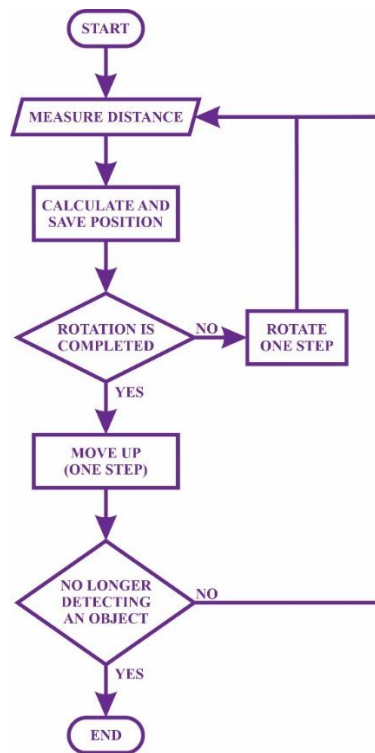 START
MEASURE DISTANCE
CALCULATE AND
SAVE POSITION
ROTATION IS
COMPLETED
NO
ROTATE
ONE STEP
YES
MOVE UP
(ONE STEP)
NO LONGER
DETECTING
AN OBJECT
NO
YES
END